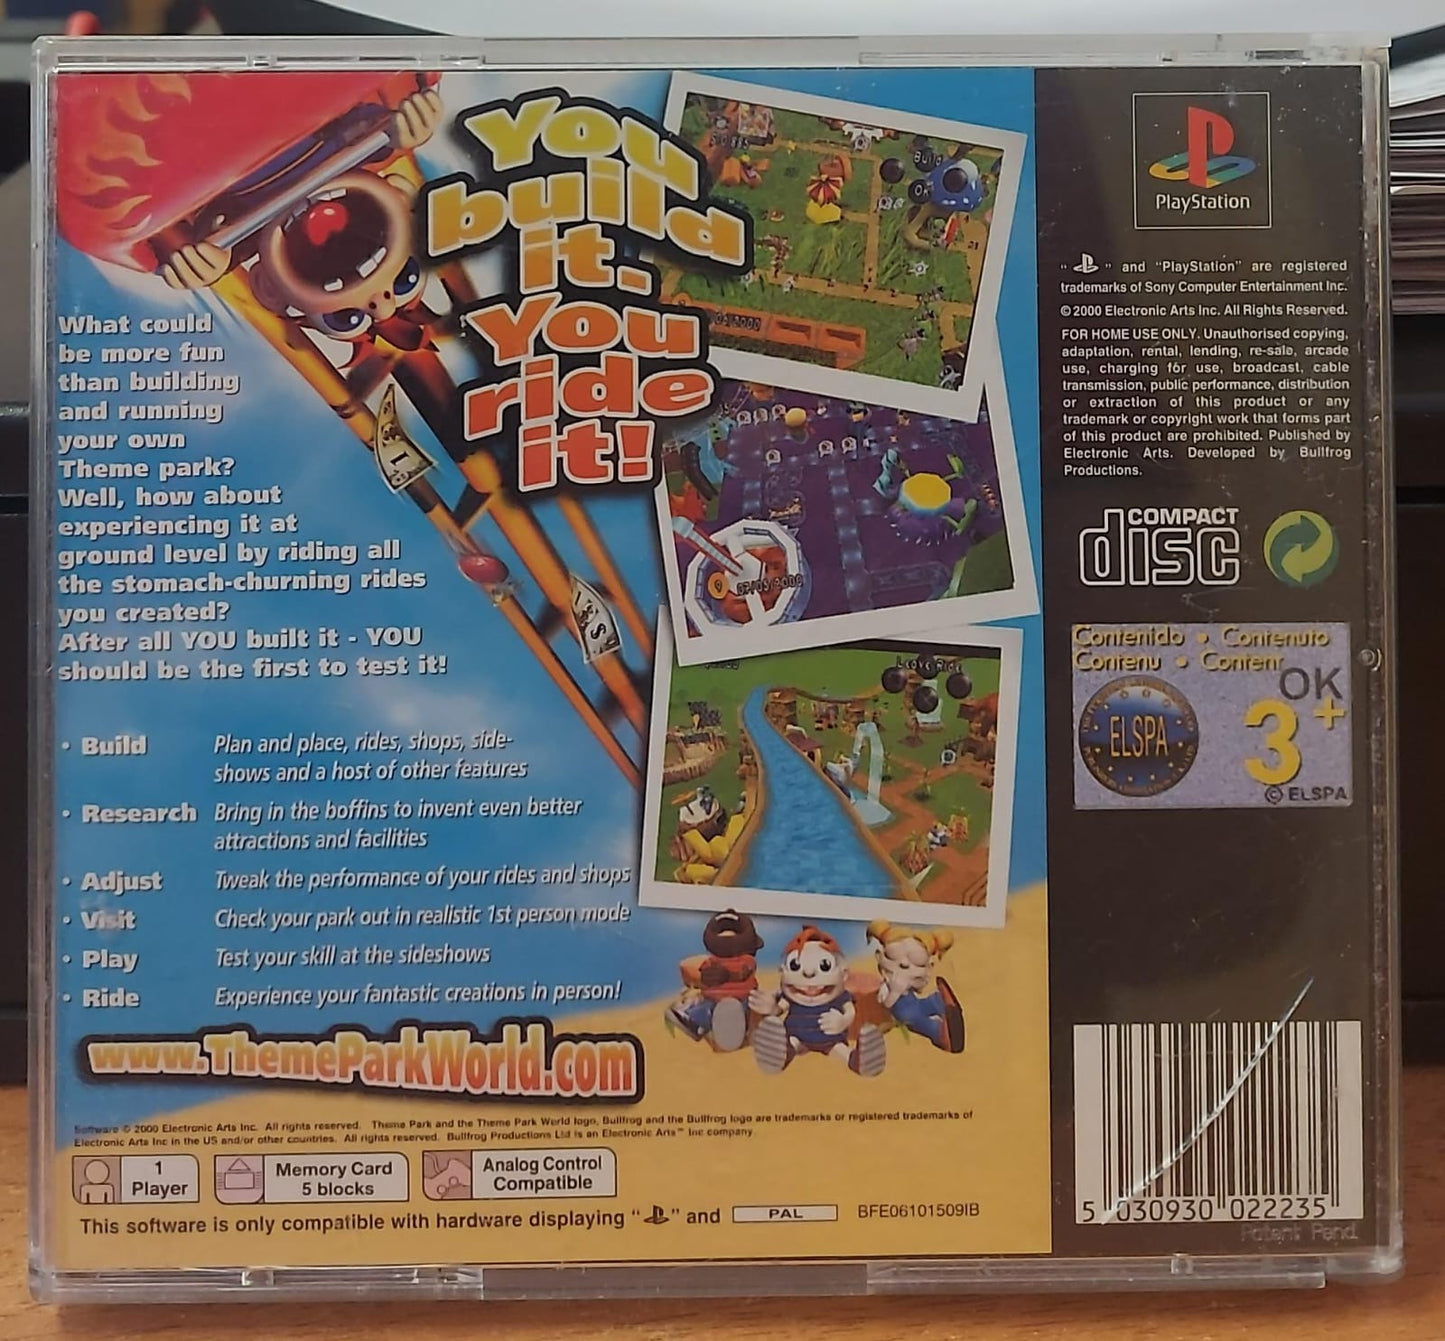 You
build
it.
You
ride
it!
What could
be more fun
than building
and running
your own
Theme park?
Well, how about
experiencing it at
ground level by riding all
the stomach-churning rides
you created?
After all YOU built it - YOU
should be the first to test it!
• Build Plan and place, rides, shops, side-
shows and a host of other features
• Research Bring in the boffins to invent even better
attractions and facilities
• Adjust Tweak the performance of your rides and shops
• Visit Check your park out in realistic 1st person mode
• Play Test your skill at the sideshows
• Ride Experience your fantastic creations in person!
www.ThemeParkWorld.com
Software © 2000 Electronic Arts Inc. All rights reserved. Theme Park and the Theme Park World logo, Bullfrog and the Bullfrog logo are trademarks or registered trademarks of
Electronic Arts Inc in the US and/or other countries. All rights reserved. Bullfrog Productions Ltd is an Electronic Arts™ Inc company.
1
Player
Memory Card
5 blocks
Analog Control
Compatible
This software is only compatible with hardware displaying " " and PAL BFE06101509IB
Build
OK
07/05/2000
Leave Ride
PlayStation
" " and "PlayStation" are registered
trademarks of Sony Computer Entertainment Inc.
© 2000 Electronic Arts Inc. All Rights Reserved.
FOR HOME USE ONLY. Unauthorised copying,
adaptation, rental, lending, re-sale, arcade
use, charging for use, broadcast, cable
transmission, public performance, distribution
or extraction of this product or any
trademark or copyright work that forms part
of this product are prohibited. Published by
Electronic Arts. Developed by Bullfrog
Productions.
COMPACT
disc
Contenido • Contenuto
Contenu • Content
OK
ELSPA
3+
© ELSPA
5 030930 022235
Patent Pend